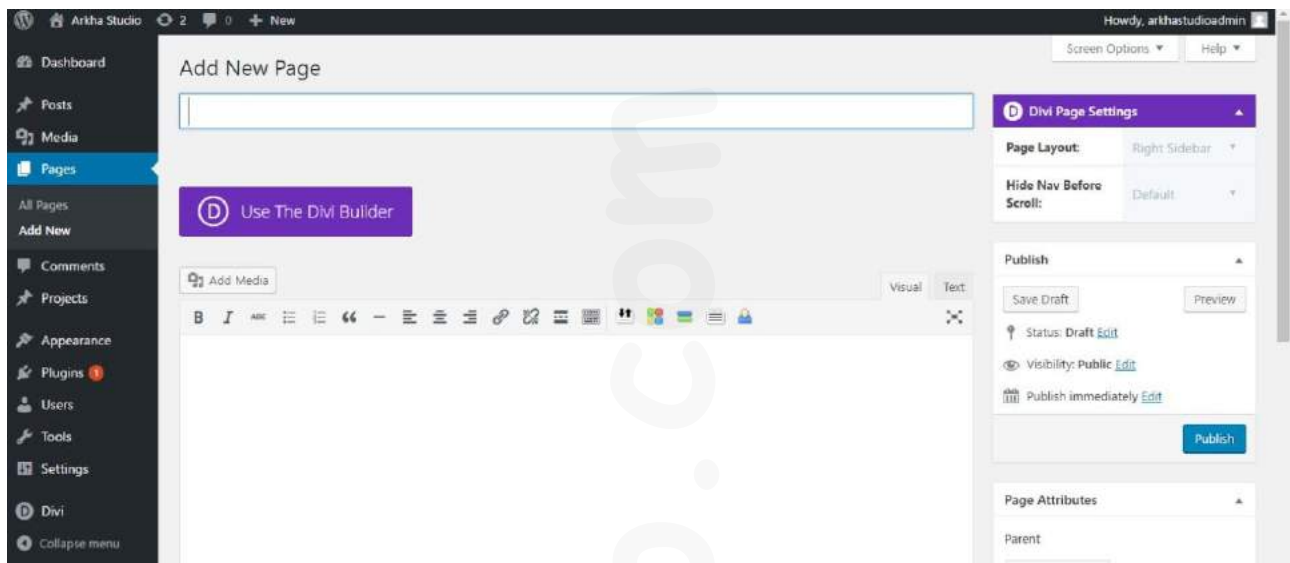 Arkha Studio 2 0 + New
Howdy, arkhastudioadmin
Screen Options
Help
Dashboard
Posts
Media
Pages
All Pages
Add New
Comments
Projects
Appearance
Plugins 1
Users
Tools
Settings
Divi
Collapse menu
Add New Page
D Use The Divi Builder
Add Media
Visual Text
B I ABC
D Divi Page Settings
Page Layout: Right Sidebar
Hide Nav Before Scroll: Default
Publish
Save Draft Preview
Status: Draft Edit
Visibility: Public Edit
Publish immediately Edit
Publish
Page Attributes
Parent
.com